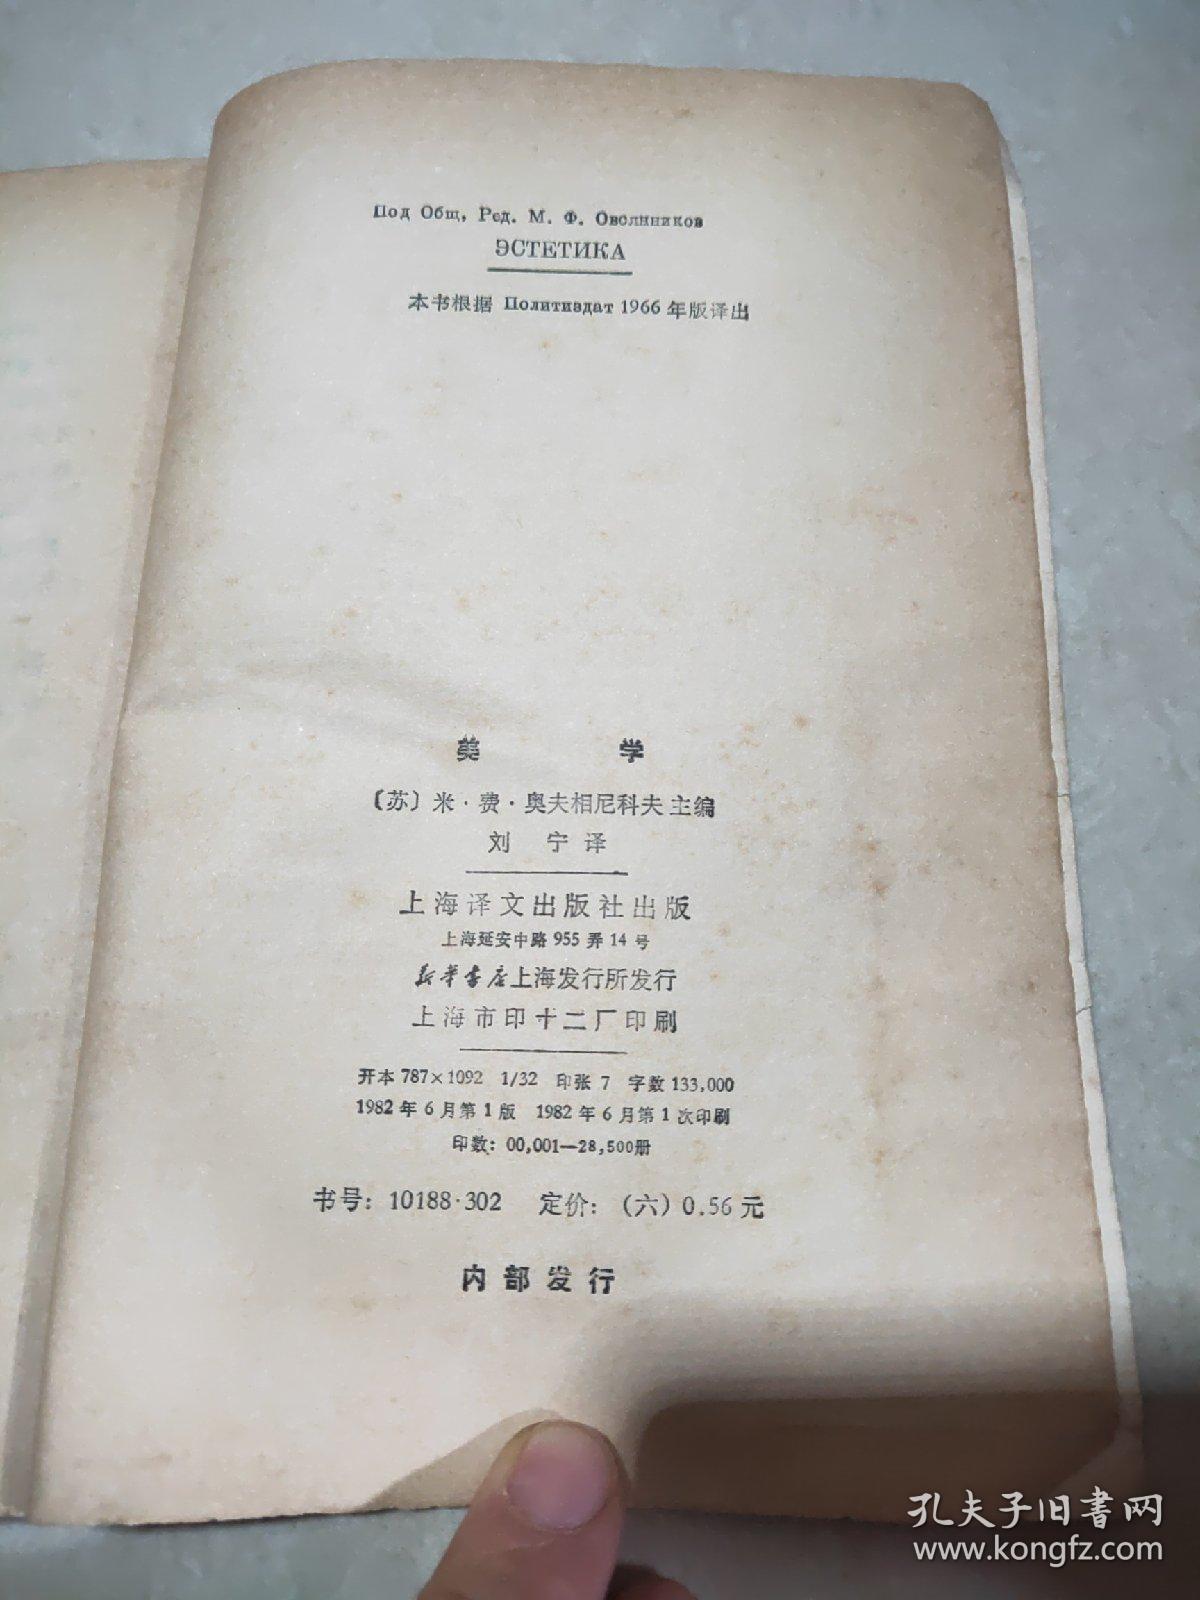 Под Общ, Ред. М. Ф. Овсянников
ЭСТЕТИКА
本书根据 Политиздат 1966 年版译出
美 学
〔苏〕米·费·奥夫相尼科夫 主编
刘 宁 译
上海译文出版社出版
上海延安中路 955 弄 14 号
新华书店上海发行所发行
上海市印十二厂印刷
开本 787×1092 1/32 印张 7 字数 133,000
1982 年 6 月第 1 版 1982 年 6 月第 1 次印刷
印数：00,001—28,500册
书号：10188·302 定价：（六）0.56 元
内部发行
孔夫子旧書网
www.kongfz.com